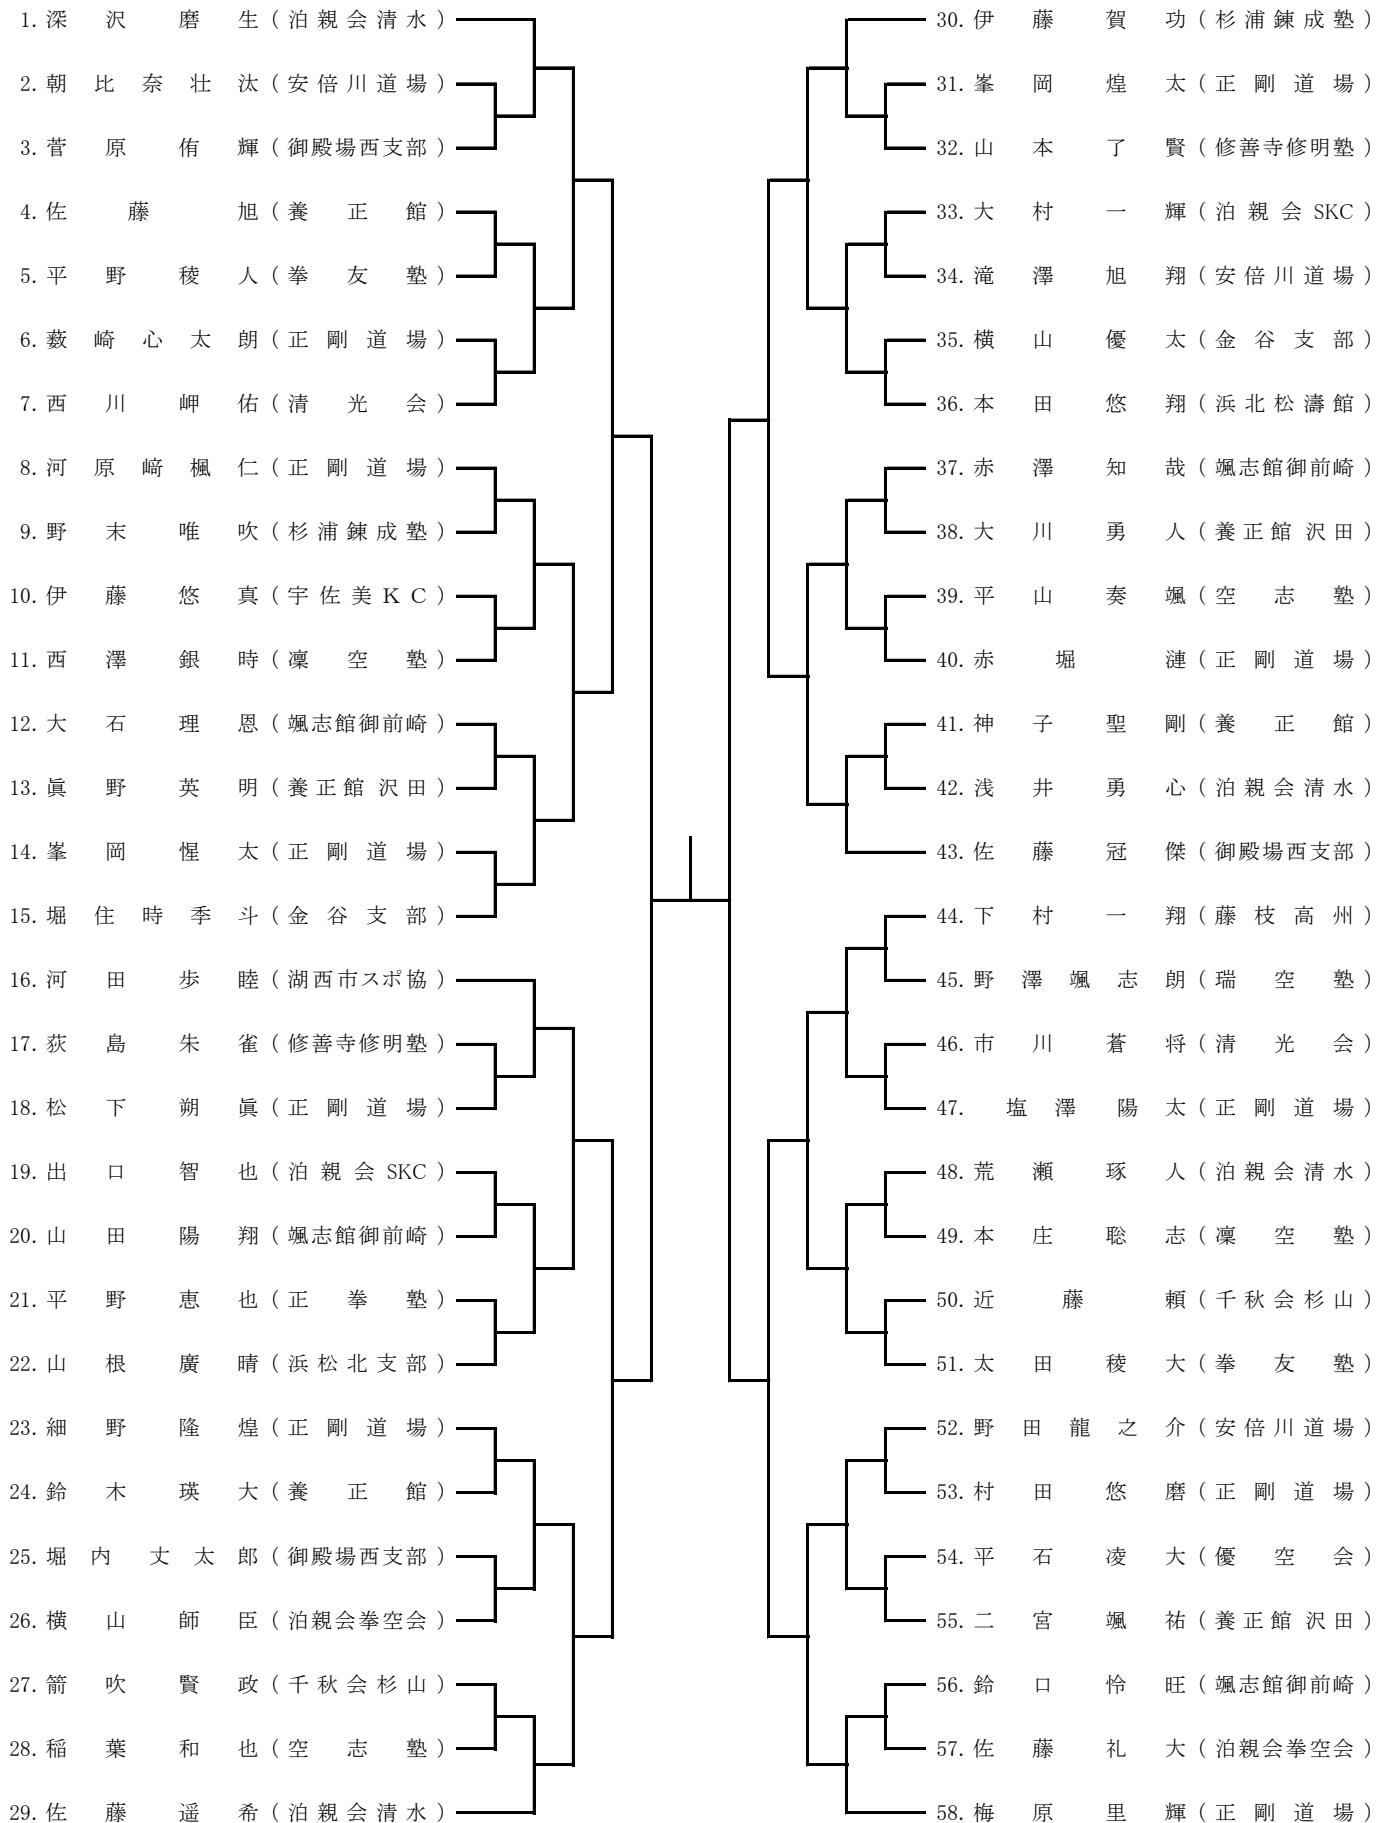 1. 深沢磨生（泊親会清水）
2. 朝比奈壮汰（安倍川道場）
3. 菅原侑輝（御殿場西支部）
4. 佐藤旭（養正館）
5. 平野稜人（拳友塾）
6. 薮崎心太朗（正剛道場）
7. 西川岬佑（清光会）
8. 河原﨑楓仁（正剛道場）
9. 野末唯吹（杉浦錬成塾）
10. 伊藤悠真（宇佐美ＫＣ）
11. 西澤銀時（凜空塾）
12. 大石理恩（颯志館御前崎）
13. 眞野英明（養正館沢田）
14. 峯岡惺太（正剛道場）
15. 堀住時季斗（金谷支部）
16. 河田歩睦（湖西市スポ協）
17. 荻島朱雀（修善寺修明塾）
18. 松下朔眞（正剛道場）
19. 出口智也（泊親会SKC）
20. 山田陽翔（颯志館御前崎）
21. 平野恵也（正拳塾）
22. 山根廣晴（浜松北支部）
23. 細野隆煌（正剛道場）
24. 鈴木瑛大（養正館）
25. 堀内丈太郎（御殿場西支部）
26. 横山師臣（泊親会拳空会）
27. 箭吹賢政（千秋会杉山）
28. 稲葉和也（空志塾）
29. 佐藤遥希（泊親会清水）
30. 伊藤賀功（杉浦錬成塾）
31. 峯岡煌太（正剛道場）
32. 山本了賢（修善寺修明塾）
33. 大村一輝（泊親会SKC）
34. 滝澤旭翔（安倍川道場）
35. 横山優太（金谷支部）
36. 本田悠翔（浜北松濤館）
37. 赤澤知哉（颯志館御前崎）
38. 大川勇人（養正館沢田）
39. 平山奏颯（空志塾）
40. 赤堀漣（正剛道場）
41. 神子聖剛（養正館）
42. 浅井勇心（泊親会清水）
43. 佐藤冠傑（御殿場西支部）
44. 下村一翔（藤枝高州）
45. 野澤颯志朗（瑞空塾）
46. 市川蒼将（清光会）
47. 塩澤陽太（正剛道場）
48. 荒瀬琢人（泊親会清水）
49. 本庄聡志（凜空塾）
50. 近藤頼（千秋会杉山）
51. 太田稜大（拳友塾）
52. 野田龍之介（安倍川道場）
53. 村田悠磨（正剛道場）
54. 平石凌大（優空会）
55. 二宮颯祐（養正館沢田）
56. 鈴口怜旺（颯志館御前崎）
57. 佐藤礼大（泊親会拳空会）
58. 梅原里輝（正剛道場）